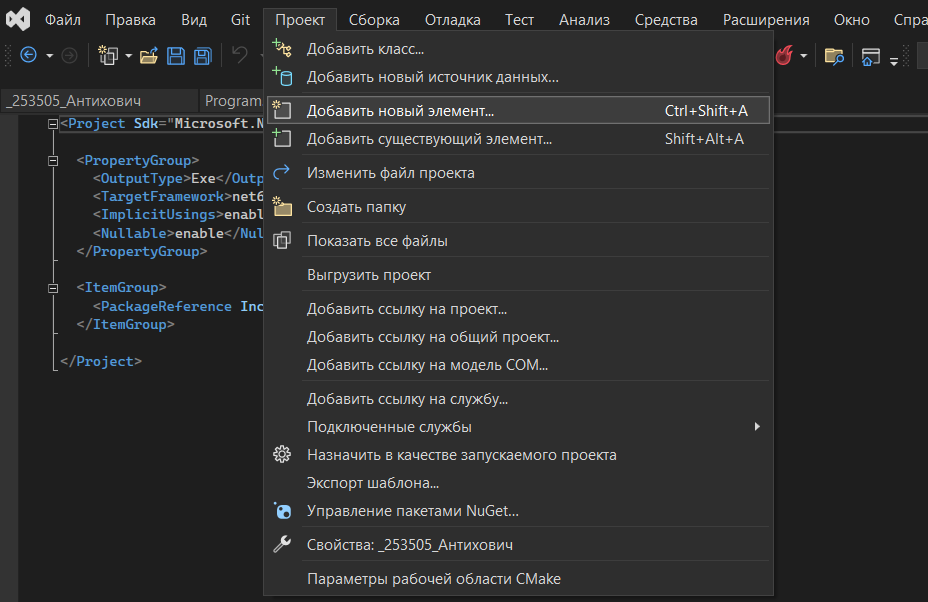 Файл Правка Вид Git Проект Сборка Отладка Тест Анализ Средства Расширения Окно Спра
_253505_Антихович Program
Добавить класс...
Добавить новый источник данных...
Добавить новый элемент... Ctrl+Shift+A
Добавить существующий элемент... Shift+Alt+A
Изменить файл проекта
Создать папку
Показать все файлы
Выгрузить проект
Добавить ссылку на проект...
Добавить ссылку на общий проект...
Добавить ссылку на модель COM...
Добавить ссылку на службу...
Подключенные службы
Назначить в качестве запускаемого проекта
Экспорт шаблона...
Управление пакетами NuGet...
Свойства: _253505_Антихович
Параметры рабочей области CMake
<Project Sdk="Microsoft.N
<PropertyGroup>
<OutputType>Exe</Outp
<TargetFramework>net6
<ImplicitUsings>enabl
<Nullable>enable</Nul
</PropertyGroup>
<ItemGroup>
<PackageReference Inc
</ItemGroup>
</Project>